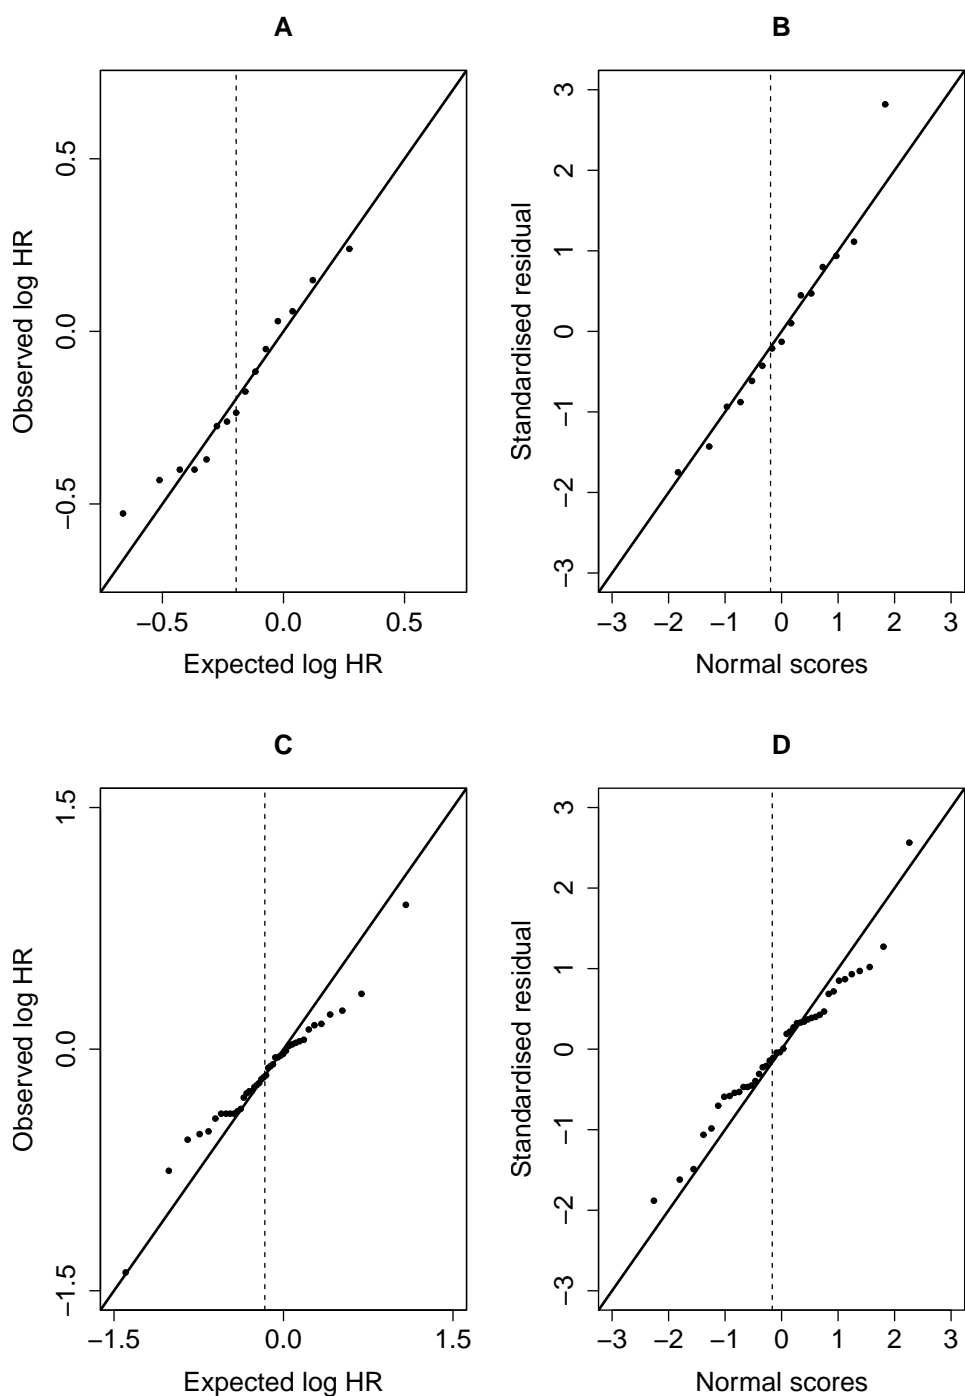 A
Observed log HR
0.5
0.0
−0.5
−0.5 0.0 0.5
Expected log HR
B
Standardised residual
3
2
1
0
−1
−2
−3
−3 −2 −1 0 1 2 3
Normal scores
C
Observed log HR
1.5
0.0
−1.5
−1.5 0.0 1.5
Expected log HR
D
Standardised residual
3
2
1
0
−1
−2
−3
−3 −2 −1 0 1 2 3
Normal scores